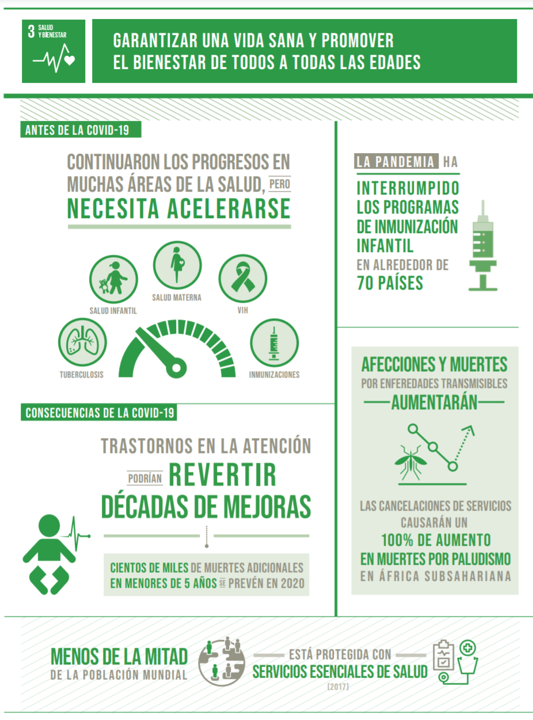 3 SALUD
Y BIENESTAR
GARANTIZAR UNA VIDA SANA Y PROMOVER
EL BIENESTAR DE TODOS A TODAS LAS EDADES
ANTES DE LA COVID-19
CONTINUARON LOS PROGRESOS EN
MUCHAS ÁREAS DE LA SALUD, PERO
NECESITA ACELERARSE
SALUD INFANTIL
SALUD MATERNA
VIH
TUBERCULOSIS
INMUNIZACIONES
LA PANDEMIA HA
INTERRUMPIDO
LOS PROGRAMAS
DE INMUNIZACIÓN
INFANTIL
EN ALREDEDOR DE
70 PAÍSES
CONSECUENCIAS DE LA COVID-19
TRASTORNOS EN LA ATENCIÓN
PODRÍAN REVERTIR
DÉCADAS DE MEJORAS
CIENTOS DE MILES DE MUERTES ADICIONALES
EN MENORES DE 5 AÑOS SE PREVÉN EN 2020
AFECCIONES Y MUERTES
POR ENFEREDADES TRANSMISIBLES
AUMENTARÁN
LAS CANCELACIONES DE SERVICIOS
CAUSARÁN UN
100% DE AUMENTO
EN MUERTES POR PALUDISMO
EN ÁFRICA SUBSAHARIANA
MENOS DE LA MITAD
DE LA POBLACIÓN MUNDIAL
ESTÁ PROTEGIDA CON
SERVICIOS ESENCIALES DE SALUD
(2017)